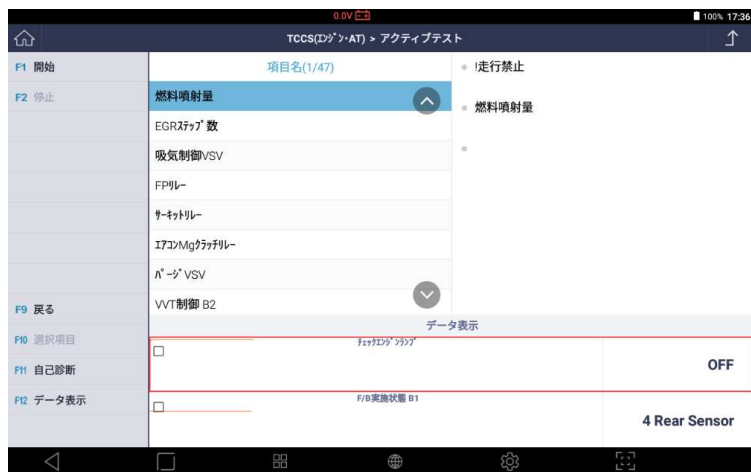 0.0V
100% 17:36
TCCS(ｴﾝｼﾞﾝ･AT) > アクティブテスト
F1 開始
F2 停止
F9 戻る
F10 選択項目
F11 自己診断
F12 データ表示
項目名(1/47)
燃料噴射量
EGRｽﾃｯﾌﾟ数
吸気制御VSV
FPﾘﾚｰ
ｻｰｷｯﾄﾘﾚｰ
ｴｱｺﾝMgｸﾗｯﾁﾘﾚｰ
ﾊﾟｰｼﾞVSV
VVT制御 B2
!走行禁止
燃料噴射量
データ表示
ﾁｪｯｸｴﾝｼﾞﾝﾗﾝﾌﾟ
OFF
F/B実施状態 B1
4 Rear Sensor